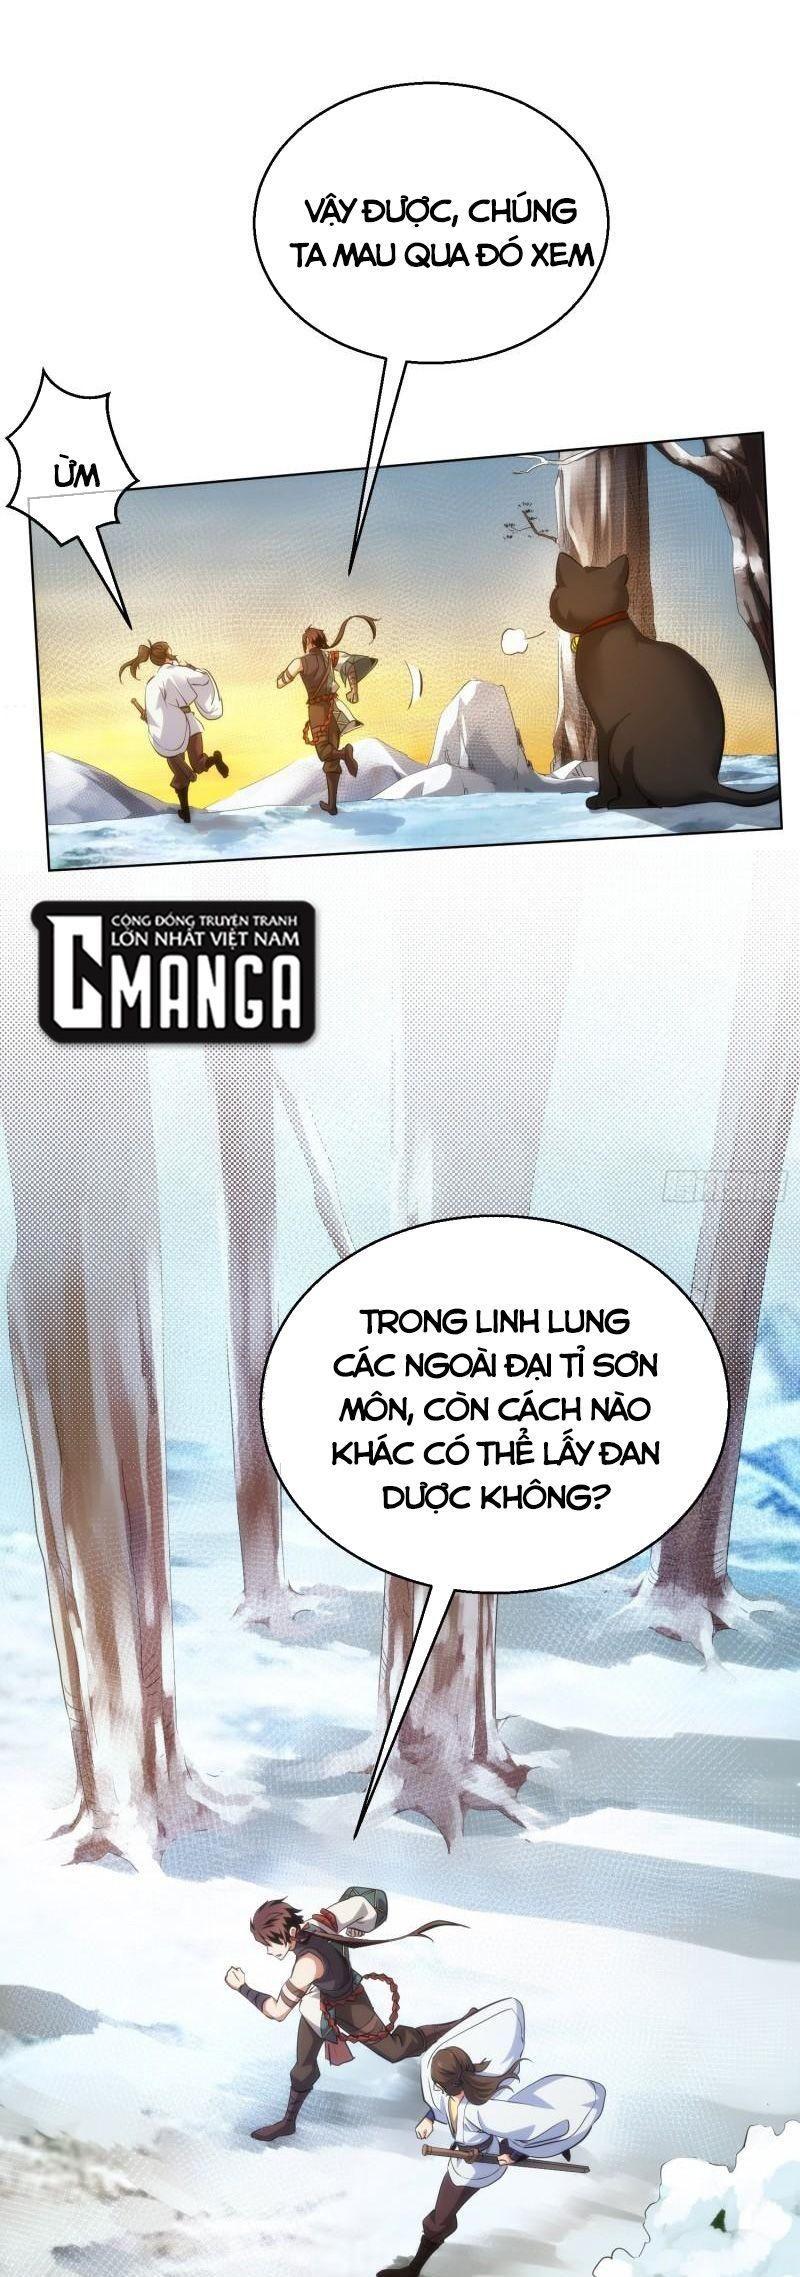 VẬY ĐƯỢC, CHÚNG
TA MAU QUA ĐÓ XEM
ỪM
CỘNG ĐỒNG TRUYỆN TRANH
LỚN NHẤT VIỆT NAM
CMANGA
TRONG LINH LUNG
CÁC NGOÀI ĐẠI TỈ SƠN
MÔN, CÒN CÁCH NÀO
KHÁC CÓ THỂ LẤY ĐAN
DƯỢC KHÔNG?